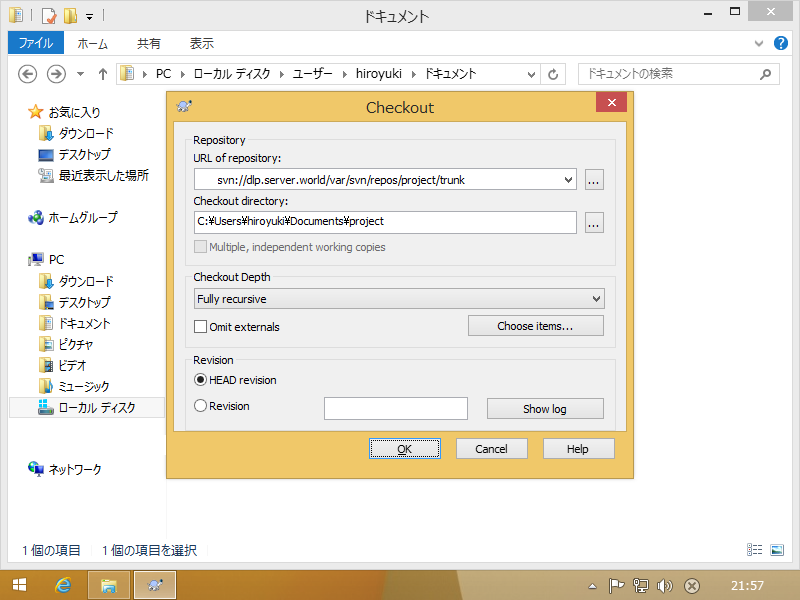 ドキュメント
ファイル ホーム 共有 表示
PC ローカル ディスク ユーザー hiroyuki ドキュメント ドキュメントの検索
お気に入り
ダウンロード
デスクトップ
最近表示した場所
ホームグループ
PC
ダウンロード
デスクトップ
ドキュメント
ピクチャ
ビデオ
ミュージック
ローカル ディスク
ネットワーク
Checkout
Repository
URL of repository:
svn://dlp.server.world/var/svn/repos/project/trunk
...
Checkout directory:
C:¥Users¥hiroyuki¥Documents¥project
...
Multiple, independent working copies
Checkout Depth
Fully recursive
Omit externals
Choose items...
Revision
HEAD revision
Revision
Show log
OK Cancel Help
1 個の項目 1 個の項目を選択
21:57